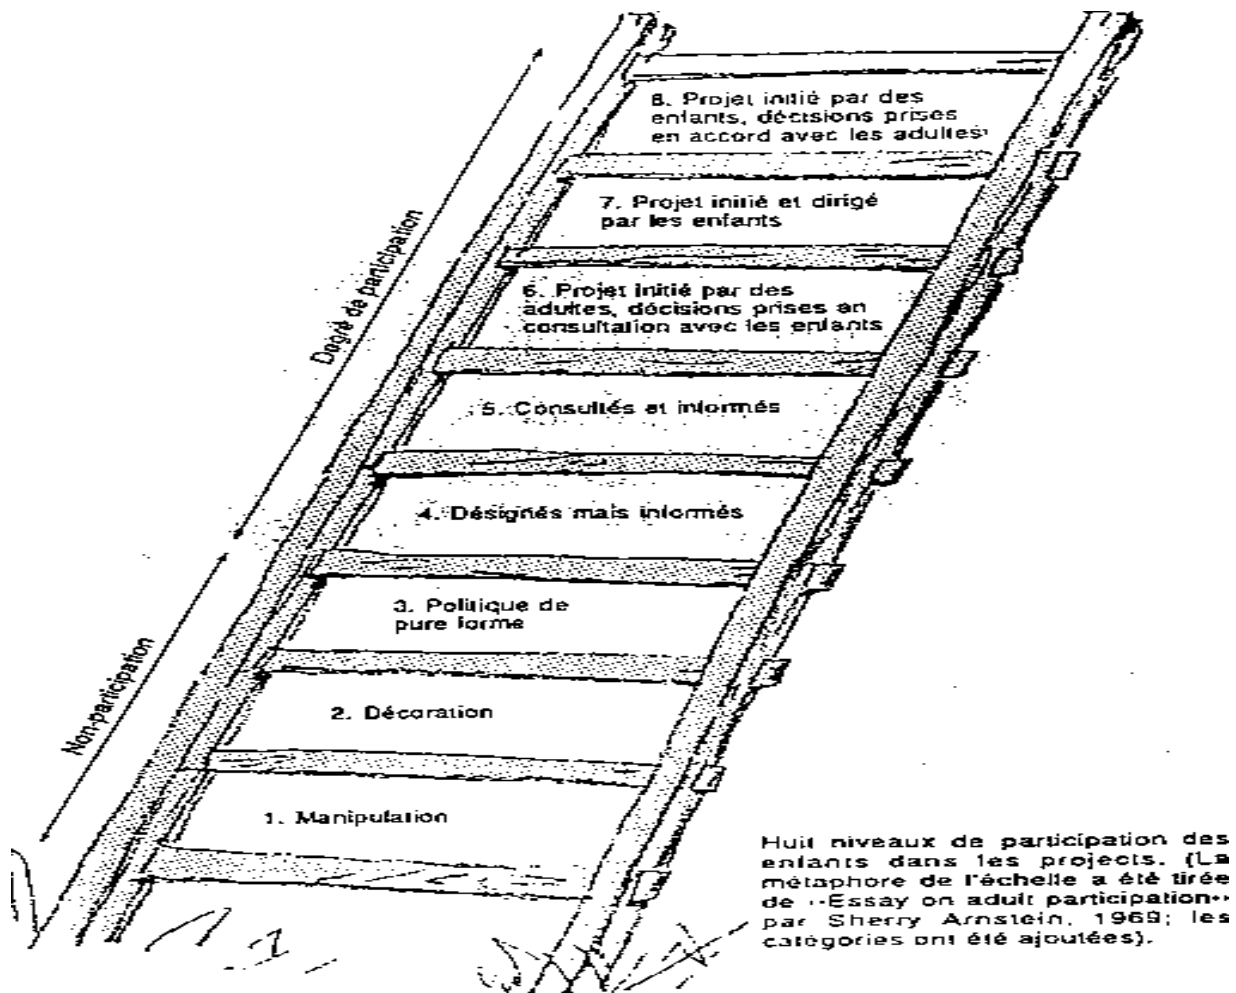 8. Projet initié par des
enfants, décisions prises
en accord avec les adultes
7. Projet initié et dirigé
par les enfants
6. Projet initié par des
adultes, décisions prises en
consultation avec les enfants
5. Consultés et informés
4. Désignés mais informés
3. Politique de
pure forme
2. Décoration
1. Manipulation
Degré de participation
Non-participation
Huit niveaux de participation des
enfants dans les projects. (La
métaphore de l'échelle a été tirée
de «Essay on adult participation»
par Sherry Arnstein, 1969; les
catégories ont été ajoutées).